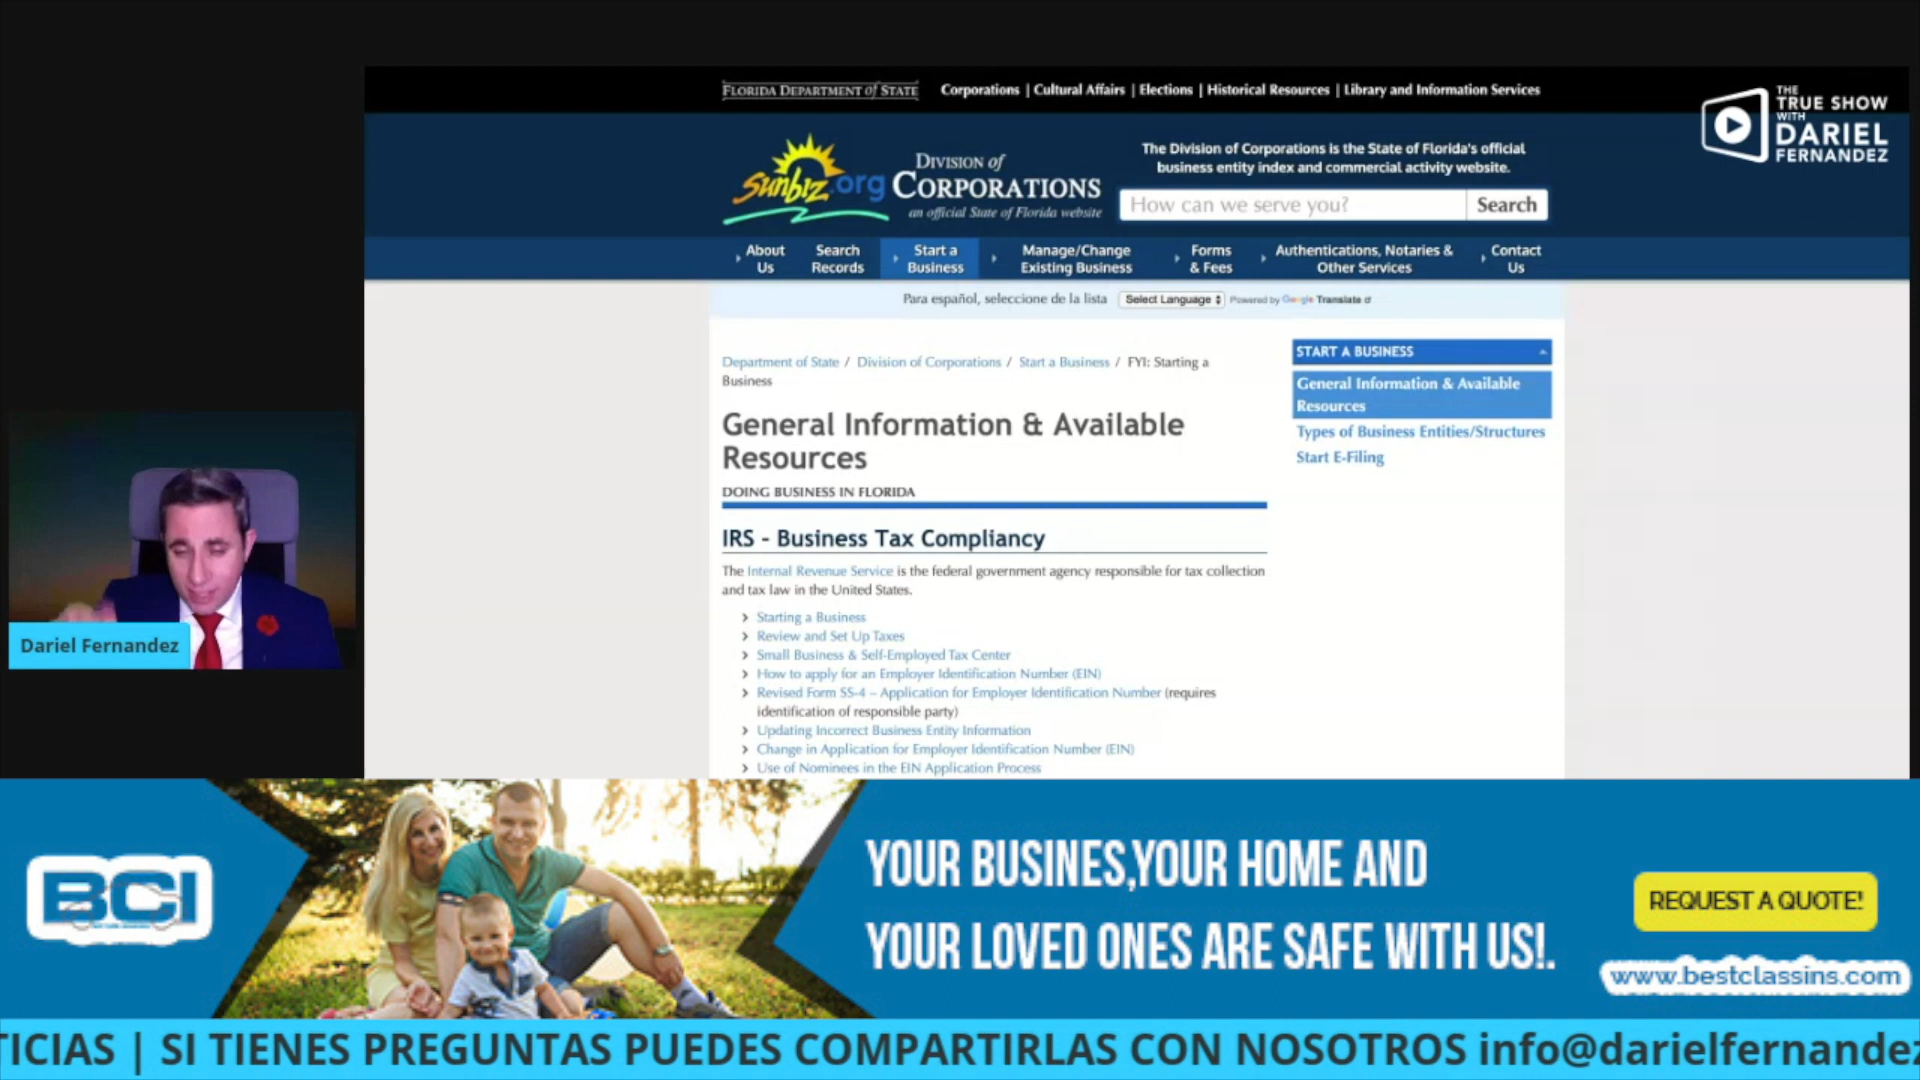 FLORIDA DEPARTMENT of STATE
Corporations | Cultural Affairs | Elections | Historical Resources | Library and Information Services
THE
TRUE SHOW
WITH
DARIEL
FERNANDEZ
sunbiz.org
DIVISION of
CORPORATIONS
an official State of Florida website
The Division of Corporations is the State of Florida's official
business entity index and commercial activity website.
How can we serve you?
Search
About Us
Search Records
Start a Business
Manage/Change Existing Business
Forms & Fees
Authentications, Notaries & Other Services
Contact Us
Para español, seleccione de la lista
Select Language
Powered by Google Translate
Department of State / Division of Corporations / Start a Business / FYI: Starting a
Business
General Information & Available
Resources
DOING BUSINESS IN FLORIDA
IRS - Business Tax Compliancy
The Internal Revenue Service is the federal government agency responsible for tax collection
and tax law in the United States.
Starting a Business
Review and Set Up Taxes
Small Business & Self-Employed Tax Center
How to apply for an Employer Identification Number (EIN)
Revised Form SS-4 – Application for Employer Identification Number (requires
identification of responsible party)
Updating Incorrect Business Entity Information
Change in Application for Employer Identification Number (EIN)
Use of Nominees in the EIN Application Process
START A BUSINESS
General Information & Available
Resources
Types of Business Entities/Structures
Start E-Filing
Dariel Fernandez
BCI
YOUR BUSINES,YOUR HOME AND
YOUR LOVED ONES ARE SAFE WITH US!.
REQUEST A QUOTE!
www.bestclassins.com
TICIAS | SI TIENES PREGUNTAS PUEDES COMPARTIRLAS CON NOSOTROS info@darielfernandez